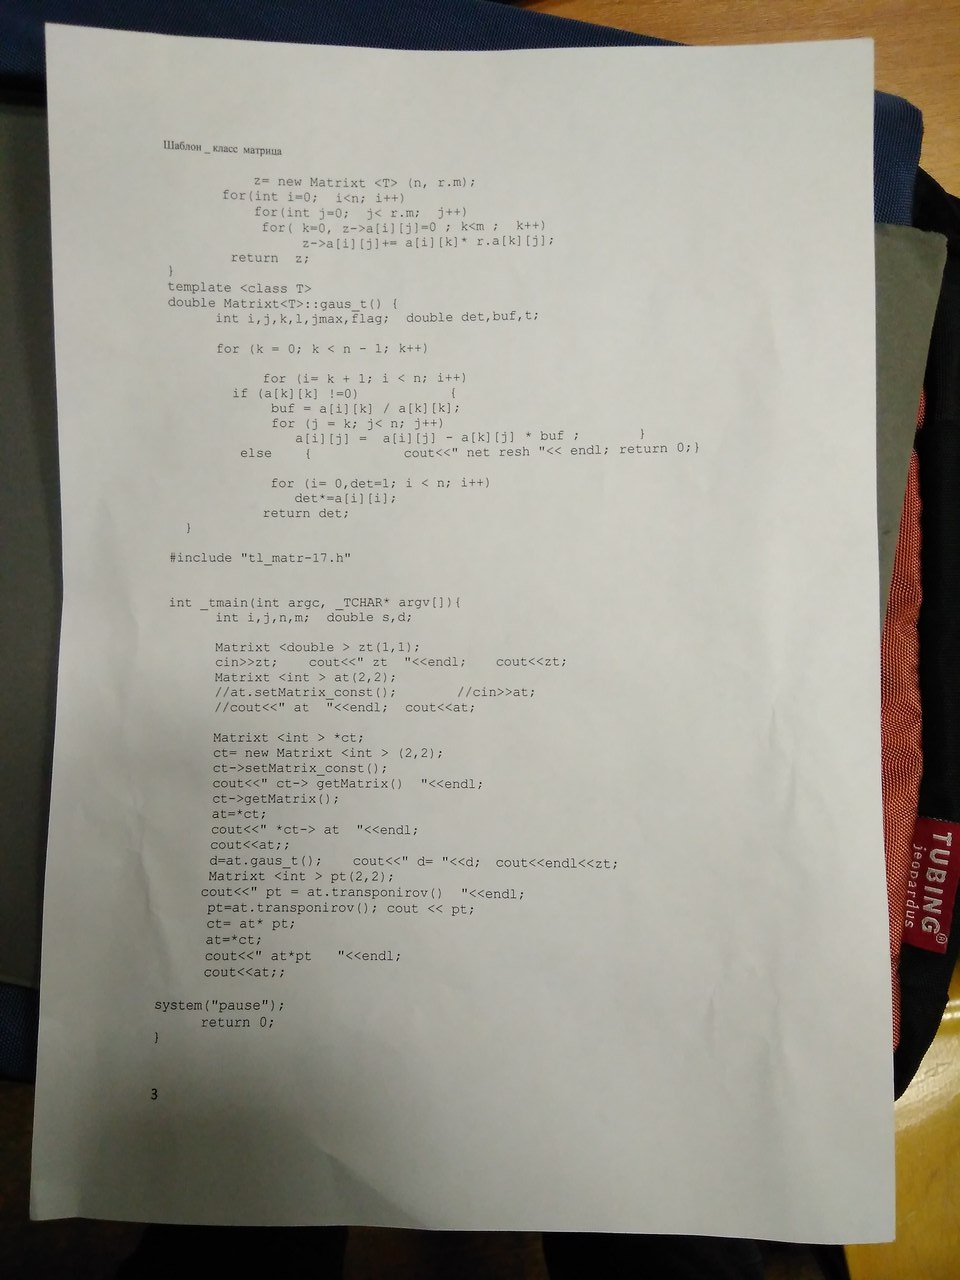 Шаблон _ класс матрица
z= new Matrixt <T> (n, r.m);
for(int i=0; i<n; i++)
for(int j=0; j< r.m; j++)
for( k=0, z->a[i][j]=0 ; k<m ; k++)
z->a[i][j]+= a[i][k]* r.a[k][j];
return z;
}
template <class T>
double Matrixt<T>::gaus_t() {
int i,j,k,l,jmax,flag; double det,buf,t;
for (k = 0; k < n - 1; k++)
for (i= k + 1; i < n; i++)
if (a[k][k] !=0) {
buf = a[i][k] / a[k][k];
for (j = k; j< n; j++)
a[i][j] = a[i][j] - a[k][j] * buf ; }
else { cout<<" net resh "<< endl; return 0;}
for (i= 0,det=1; i < n; i++)
det*=a[i][i];
return det;
}
#include "tl_matr-17.h"
int _tmain(int argc, _TCHAR* argv[]){
int i,j,n,m; double s,d;
Matrixt <double > zt(1,1);
cin>>zt; cout<<" zt "<<endl; cout<<zt;
Matrixt <int > at(2,2);
//at.setMatrix_const(); //cin>>at;
//cout<<" at "<<endl; cout<<at;
Matrixt <int > *ct;
ct= new Matrixt <int > (2,2);
ct->setMatrix_const();
cout<<" ct-> getMatrix() "<<endl;
ct->getMatrix();
at=*ct;
cout<<" *ct-> at "<<endl;
cout<<at;;
d=at.gaus_t(); cout<<" d= "<<d; cout<<endl<<zt;
Matrixt <int > pt(2,2);
cout<<" pt = at.transponirov() "<<endl;
pt=at.transponirov(); cout << pt;
ct= at* pt;
at=*ct;
cout<<" at*pt "<<endl;
cout<<at;;
system("pause");
return 0;
}
3
TUBING®
jeopardus